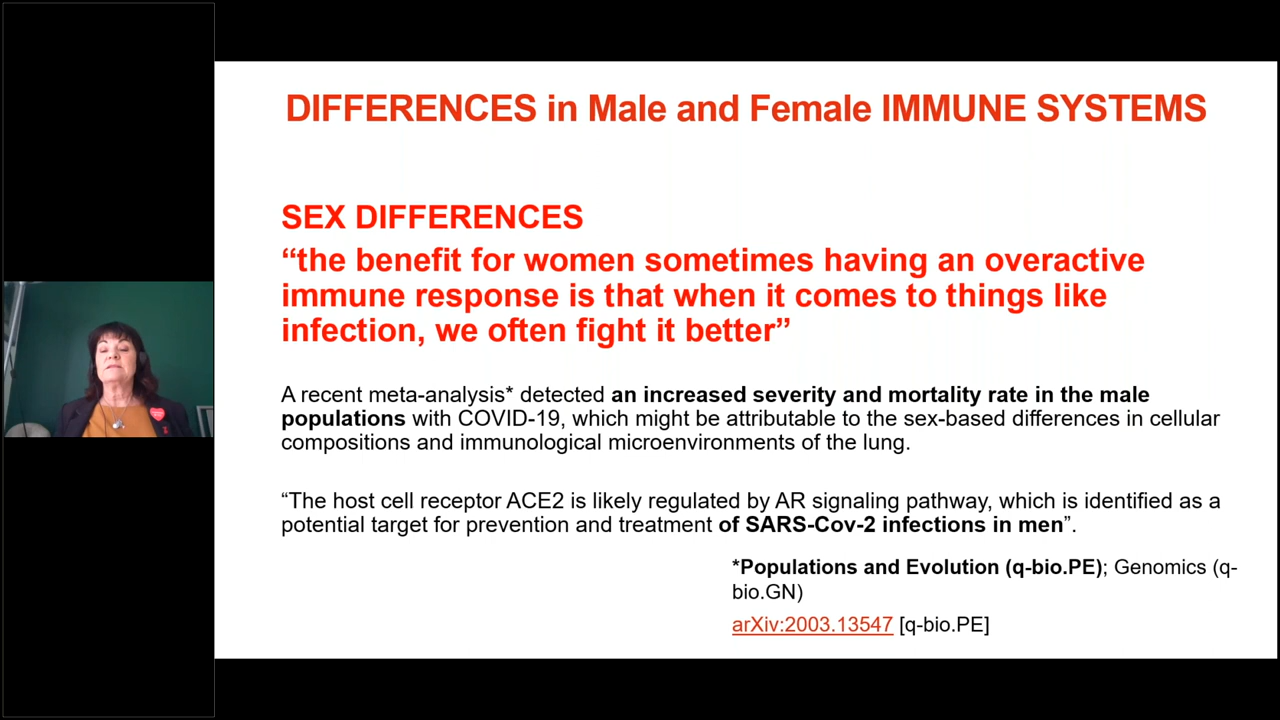 DIFFERENCES in Male and Female IMMUNE SYSTEMS
SEX DIFFERENCES
“the benefit for women sometimes having an overactive
immune response is that when it comes to things like
infection, we often fight it better”
A recent meta-analysis* detected an increased severity and mortality rate in the male
populations with COVID-19, which might be attributable to the sex-based differences in cellular
compositions and immunological microenvironments of the lung.
“The host cell receptor ACE2 is likely regulated by AR signaling pathway, which is identified as a
potential target for prevention and treatment of SARS-Cov-2 infections in men”.
*Populations and Evolution (q-bio.PE); Genomics (q-
bio.GN)
arXiv:2003.13547 [q-bio.PE]